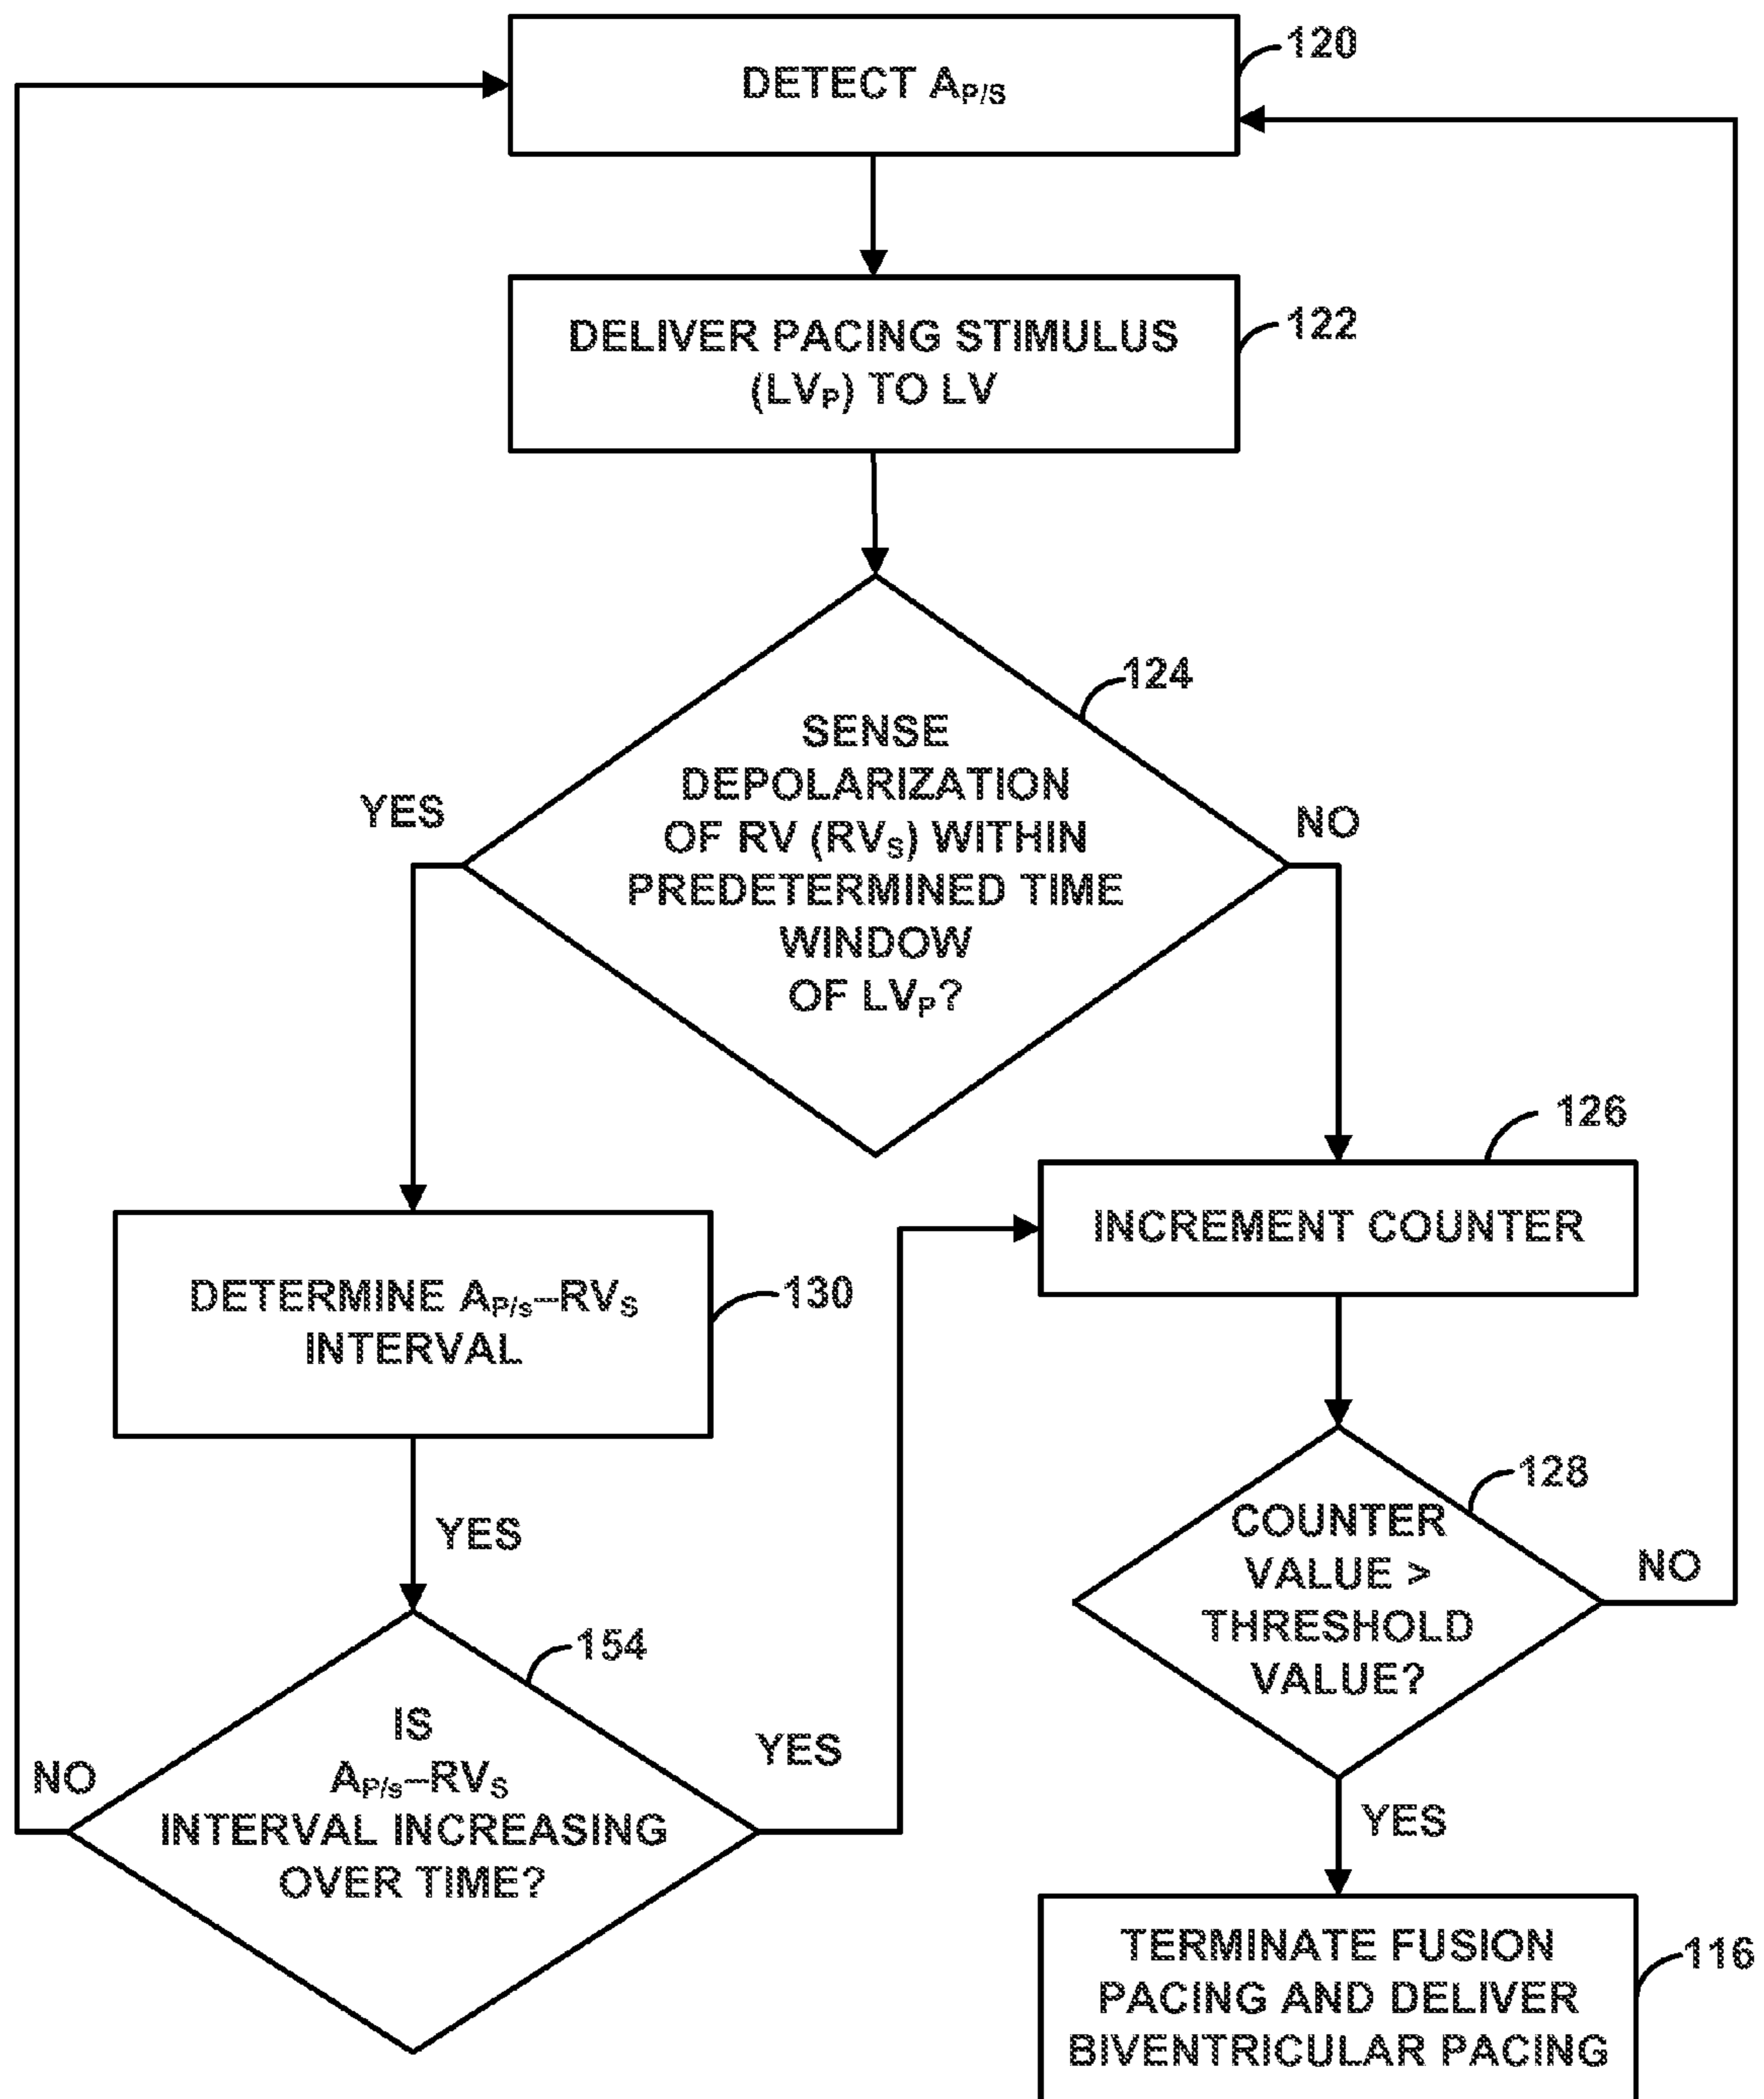 120
DETECT AP/S
122
DELIVER PACING STIMULUS
(LVP) TO LV
124
SENSE
DEPOLARIZATION
OF RV (RVS) WITHIN
PREDETERMINED TIME
WINDOW
OF LVP?
YES
NO
126
INCREMENT COUNTER
130
DETERMINE AP/s–RVS
INTERVAL
YES
128
COUNTER
VALUE >
THRESHOLD
VALUE?
NO
YES
154
IS
AP/s–RVS
INTERVAL INCREASING
OVER TIME?
NO
YES
116
TERMINATE FUSION
PACING AND DELIVER
BIVENTRICULAR PACING